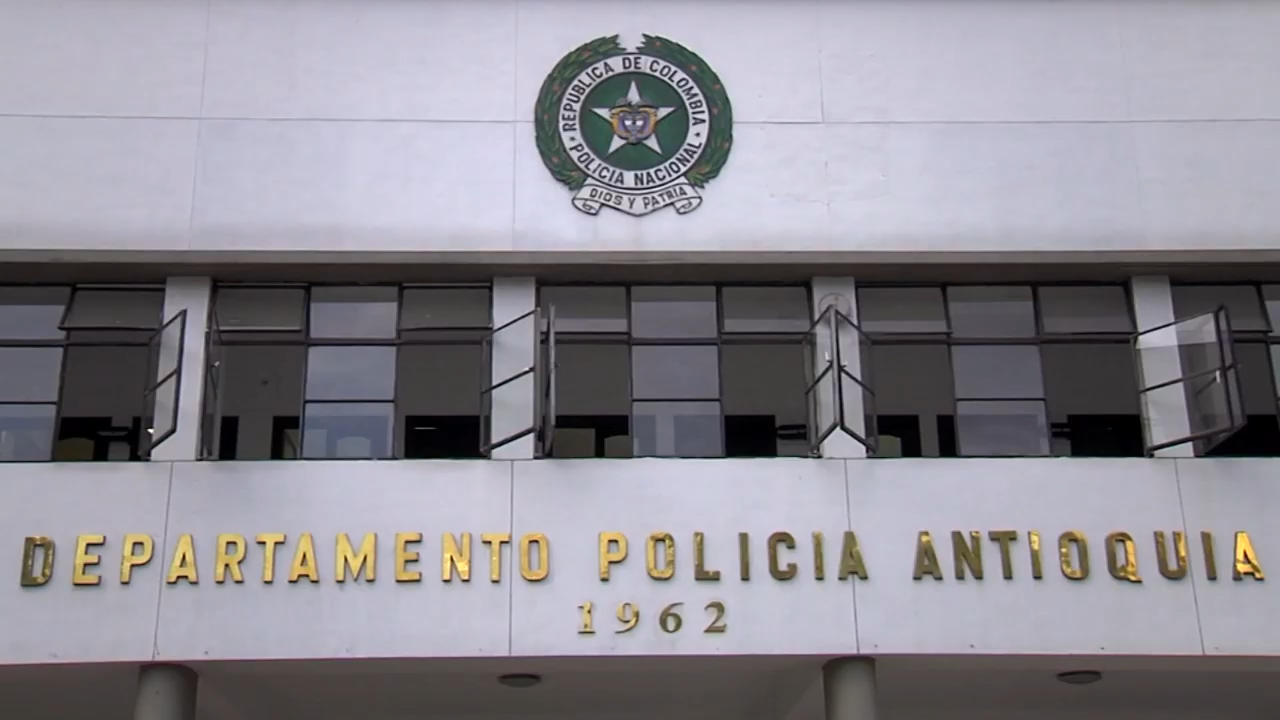 REPUBLICA DE COLOMBIA
POLICIA NACIONAL
DIOS Y PATRIA
DEPARTAMENTO POLICIA ANTIOQUIA
1962